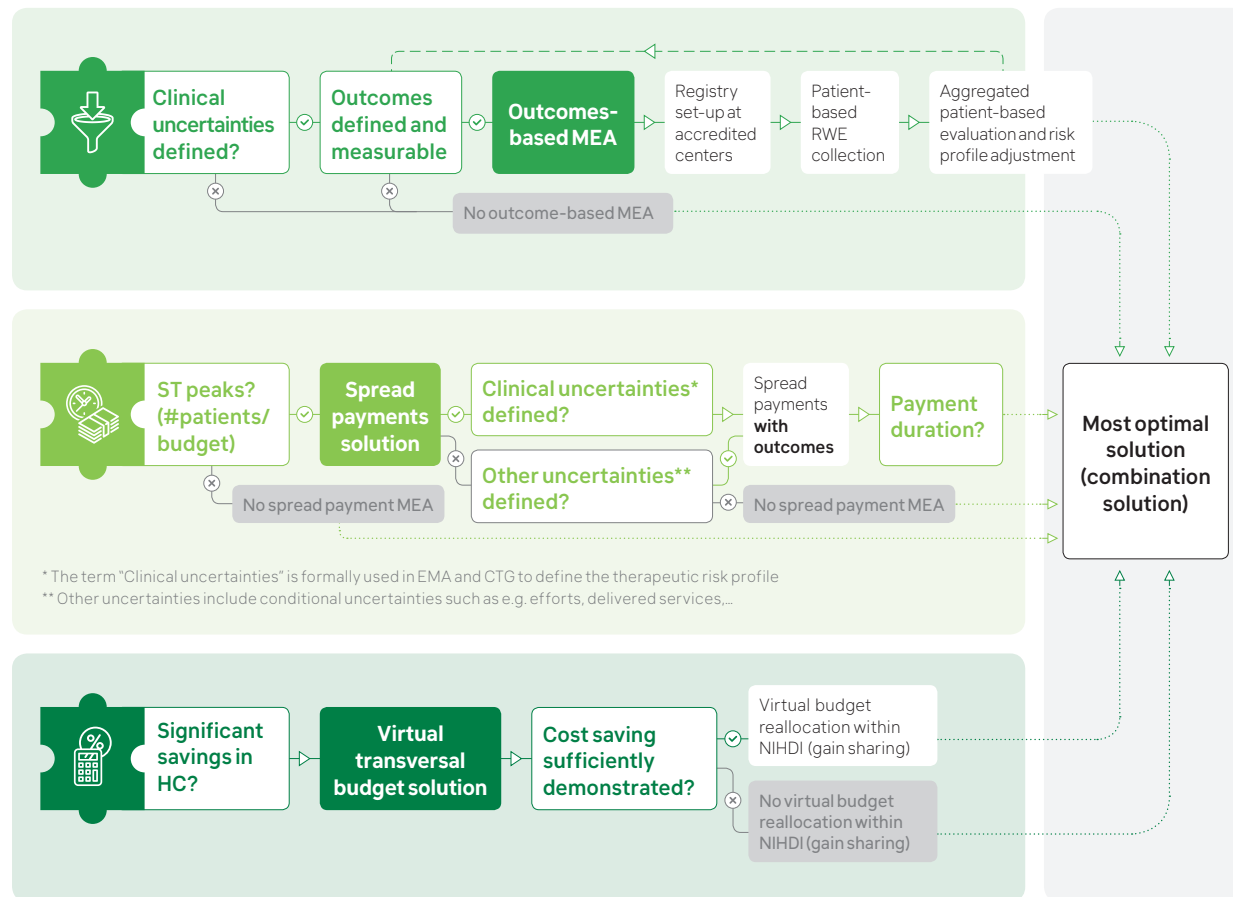 Clinical
uncertainties
defined?
Outcomes
defined and
measurable
Outcomes-
based MEA
Registry
set-up at
accredited
centers
Patient-
based
RWE
collection
Aggregated
patient-based
evaluation and risk
profile adjustment
No outcome-based MEA
ST peaks?
(#patients/
budget)
Spread
payments
solution
Clinical uncertainties*
defined?
Other uncertainties**
defined?
Spread
payments
with
outcomes
Payment
duration?
No spread payment MEA
No spread payment MEA
* The term "Clinical uncertainties" is formally used in EMA and CTG to define the therapeutic risk profile
** Other uncertainties include conditional uncertainties such as e.g. efforts, delivered services,...
Most optimal
solution
(combination
solution)
Significant
savings in
HC?
Virtual
transversal
budget solution
Cost saving
sufficiently
demonstrated?
Virtual budget
reallocation within
NIHDI (gain sharing)
No virtual budget
reallocation within
NIHDI (gain sharing)